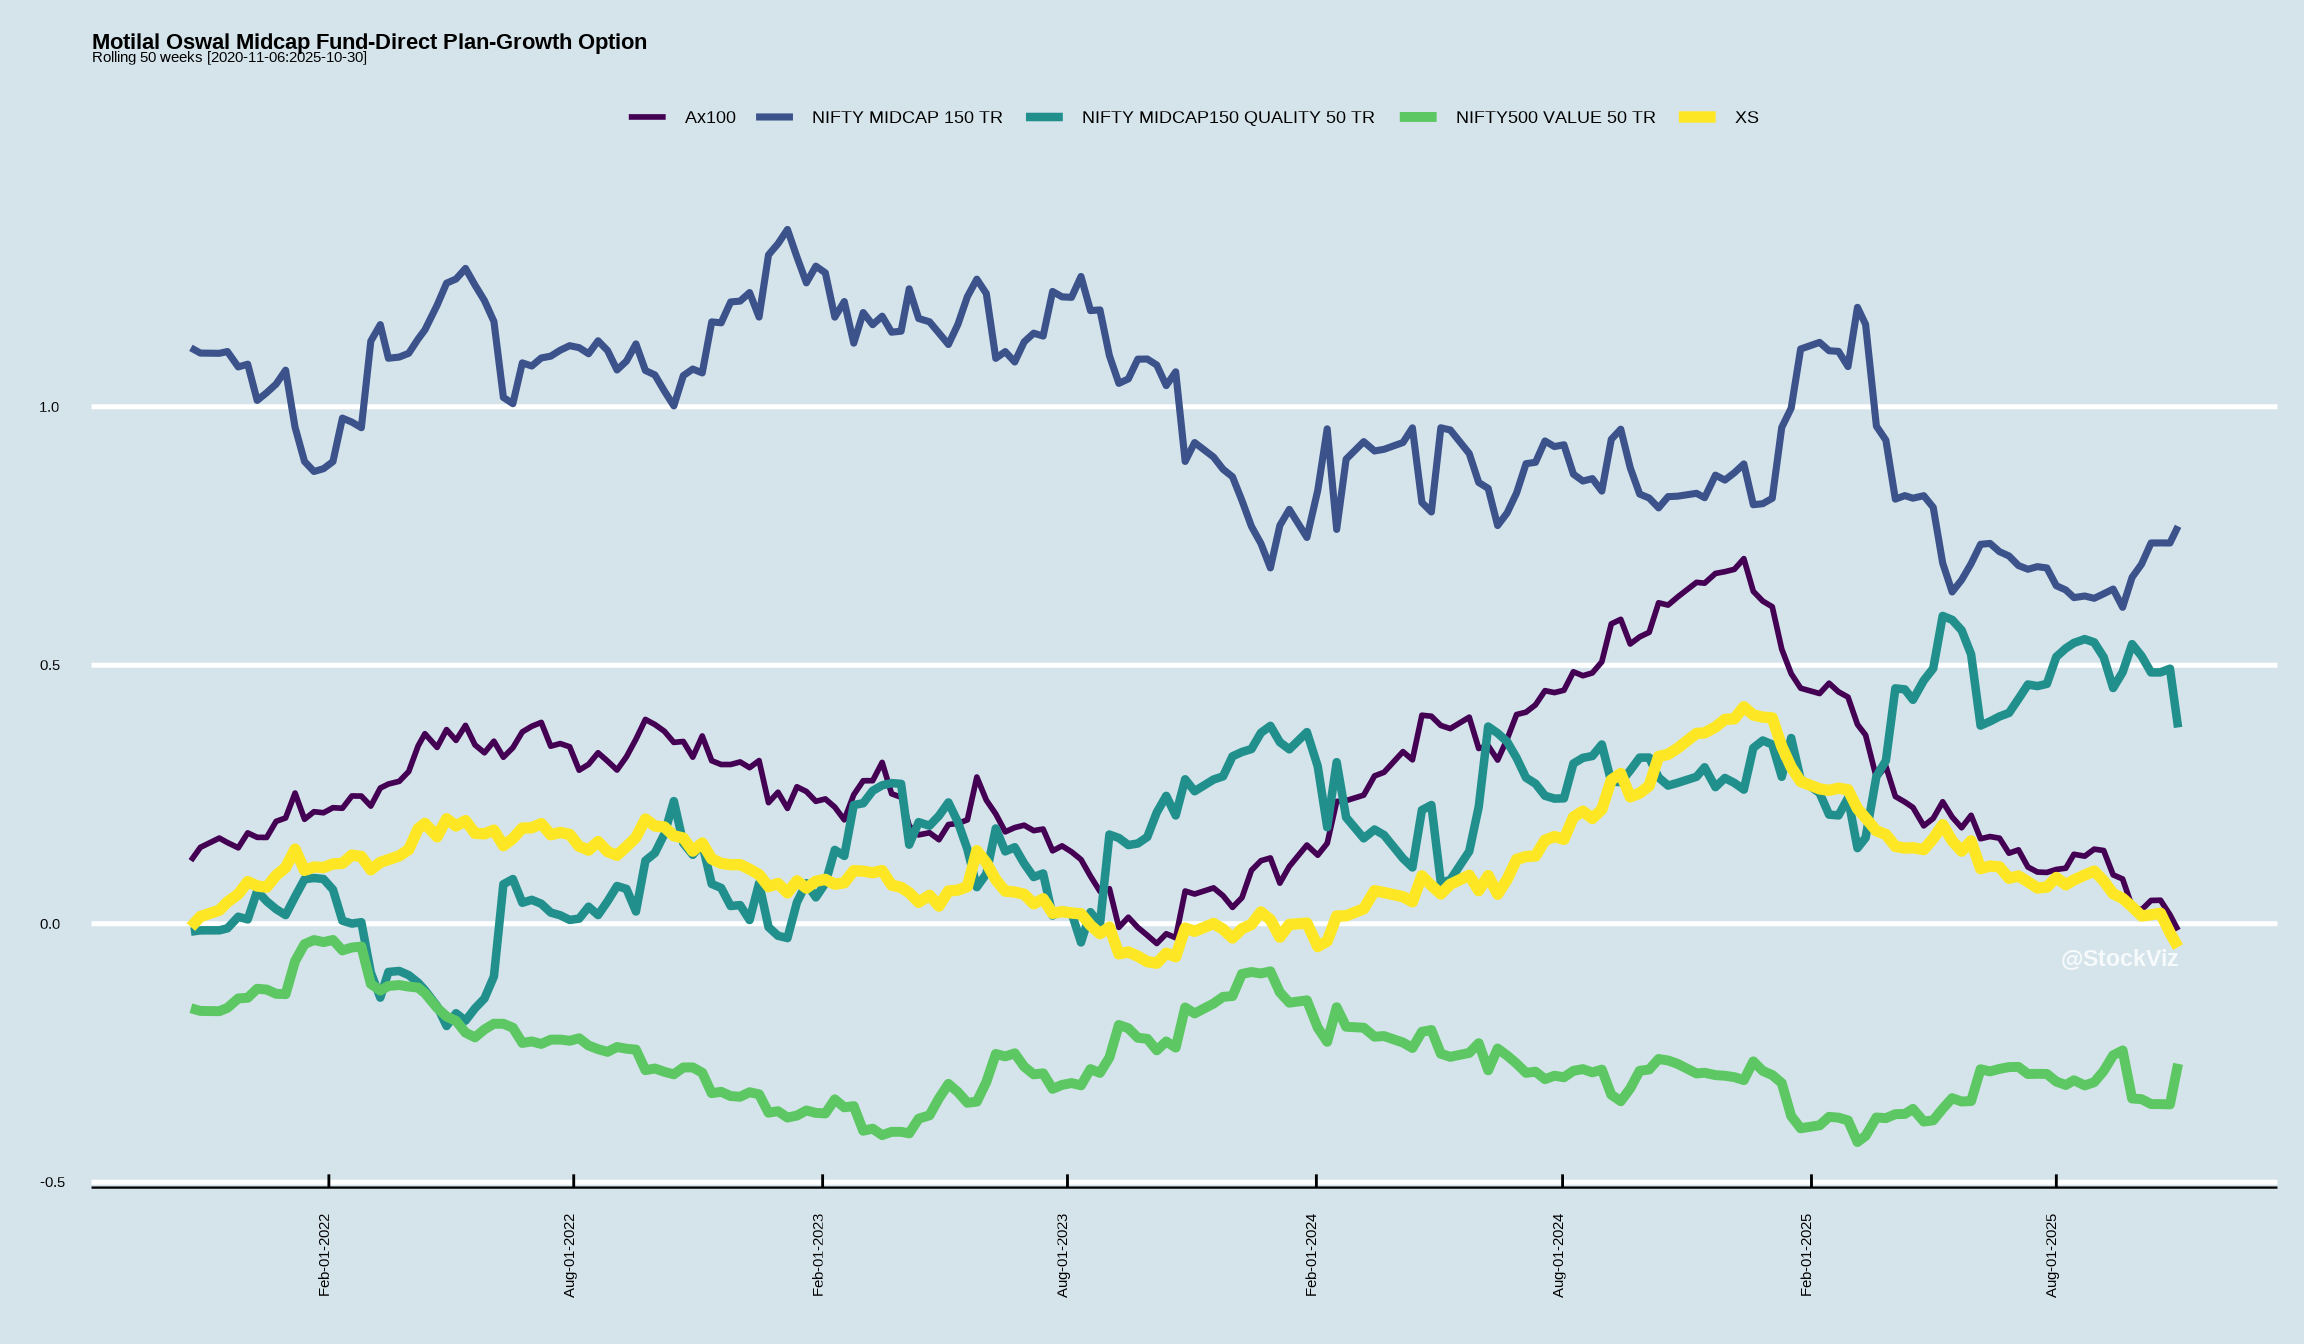 Motilal Oswal Midcap Fund-Direct Plan-Growth Option
Rolling 50 weeks [2020-11-06:2025-10-30]
Ax100 NIFTY MIDCAP 150 TR NIFTY MIDCAP150 QUALITY 50 TR NIFTY500 VALUE 50 TR XS
1.0
0.5
0.0
@StockViz
-0.5
Feb-01-2022 Aug-01-2022 Feb-01-2023 Aug-01-2023 Feb-01-2024 Aug-01-2024 Feb-01-2025 Aug-01-2025